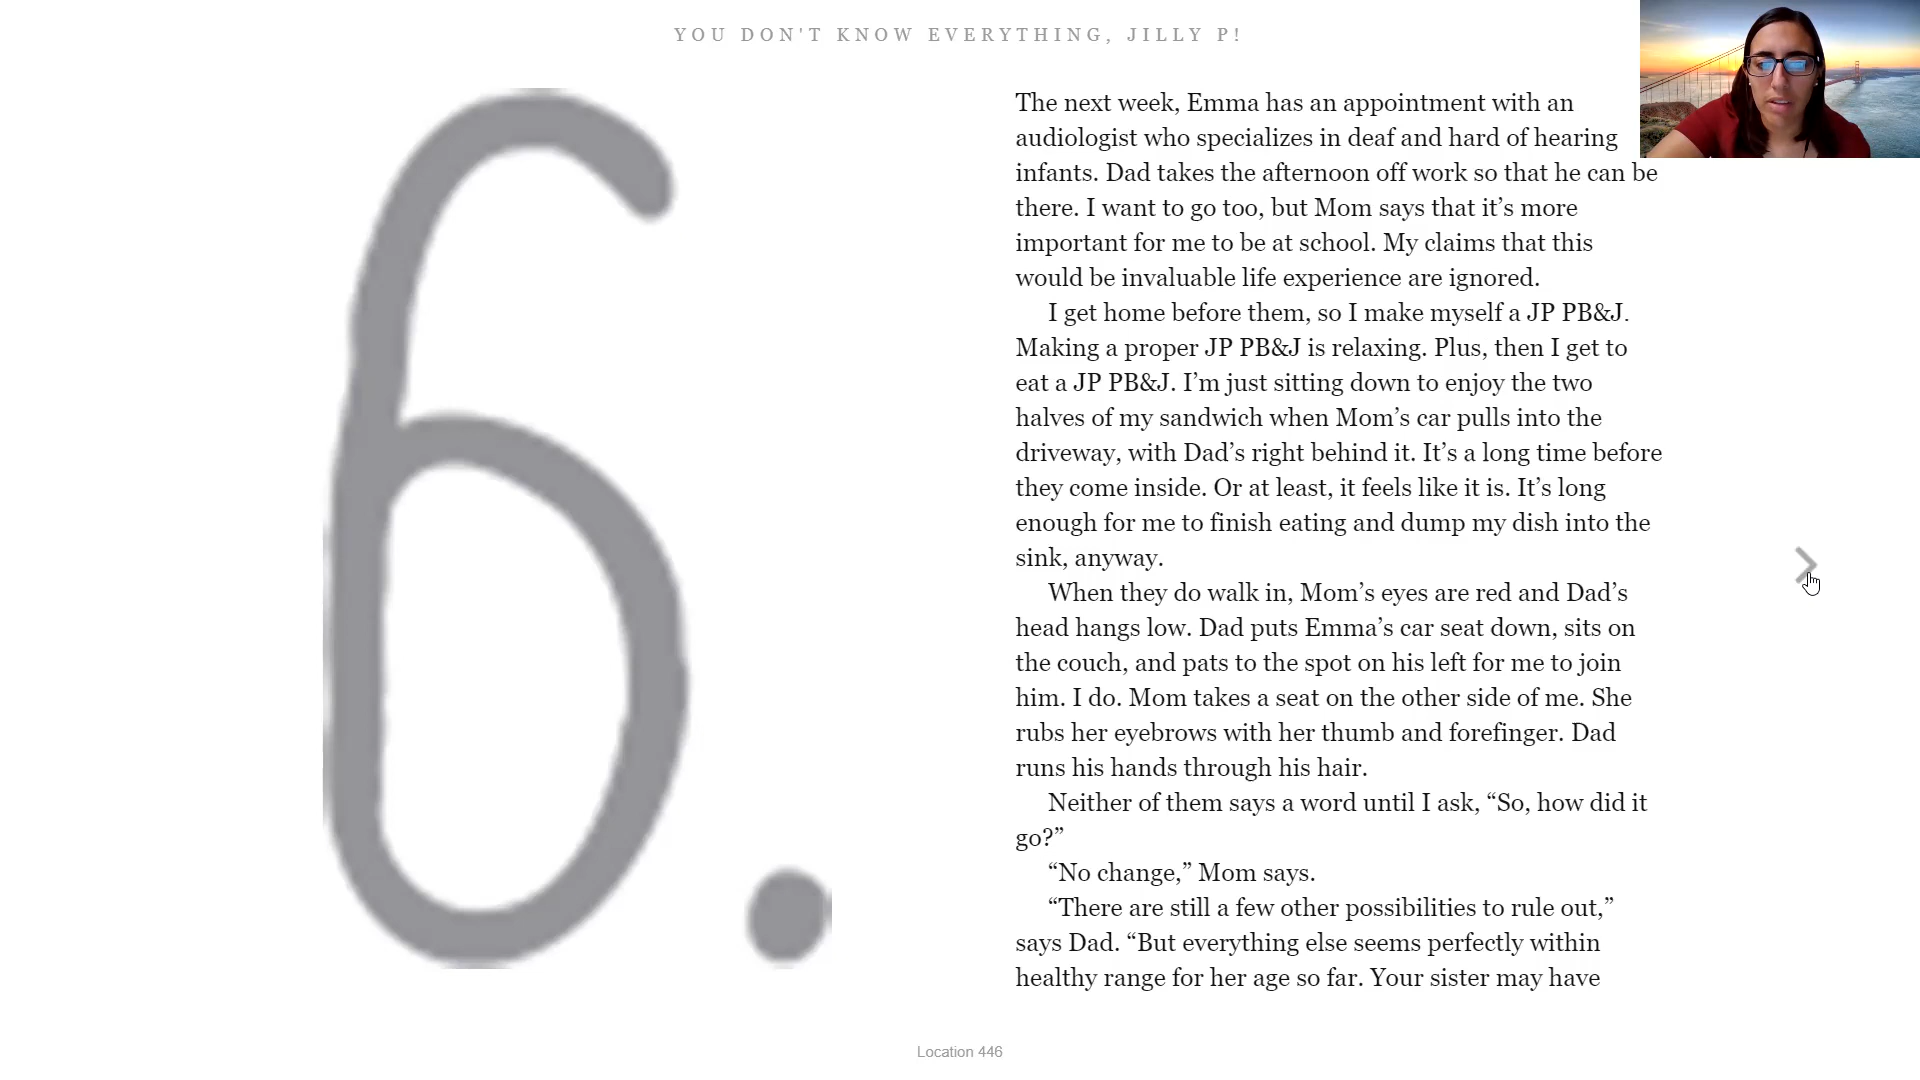 YOU DON'T KNOW EVERYTHING, JILLY P!
6.
The next week, Emma has an appointment with an
audiologist who specializes in deaf and hard of hearing
infants. Dad takes the afternoon off work so that he can be
there. I want to go too, but Mom says that it’s more
important for me to be at school. My claims that this
would be invaluable life experience are ignored.
I get home before them, so I make myself a JP PB&J.
Making a proper JP PB&J is relaxing. Plus, then I get to
eat a JP PB&J. I’m just sitting down to enjoy the two
halves of my sandwich when Mom’s car pulls into the
driveway, with Dad’s right behind it. It’s a long time before
they come inside. Or at least, it feels like it is. It’s long
enough for me to finish eating and dump my dish into the
sink, anyway.
When they do walk in, Mom’s eyes are red and Dad’s
head hangs low. Dad puts Emma’s car seat down, sits on
the couch, and pats to the spot on his left for me to join
him. I do. Mom takes a seat on the other side of me. She
rubs her eyebrows with her thumb and forefinger. Dad
runs his hands through his hair.
Neither of them says a word until I ask, “So, how did it
go?”
“No change,” Mom says.
“There are still a few other possibilities to rule out,”
says Dad. “But everything else seems perfectly within
healthy range for her age so far. Your sister may have
Location 446